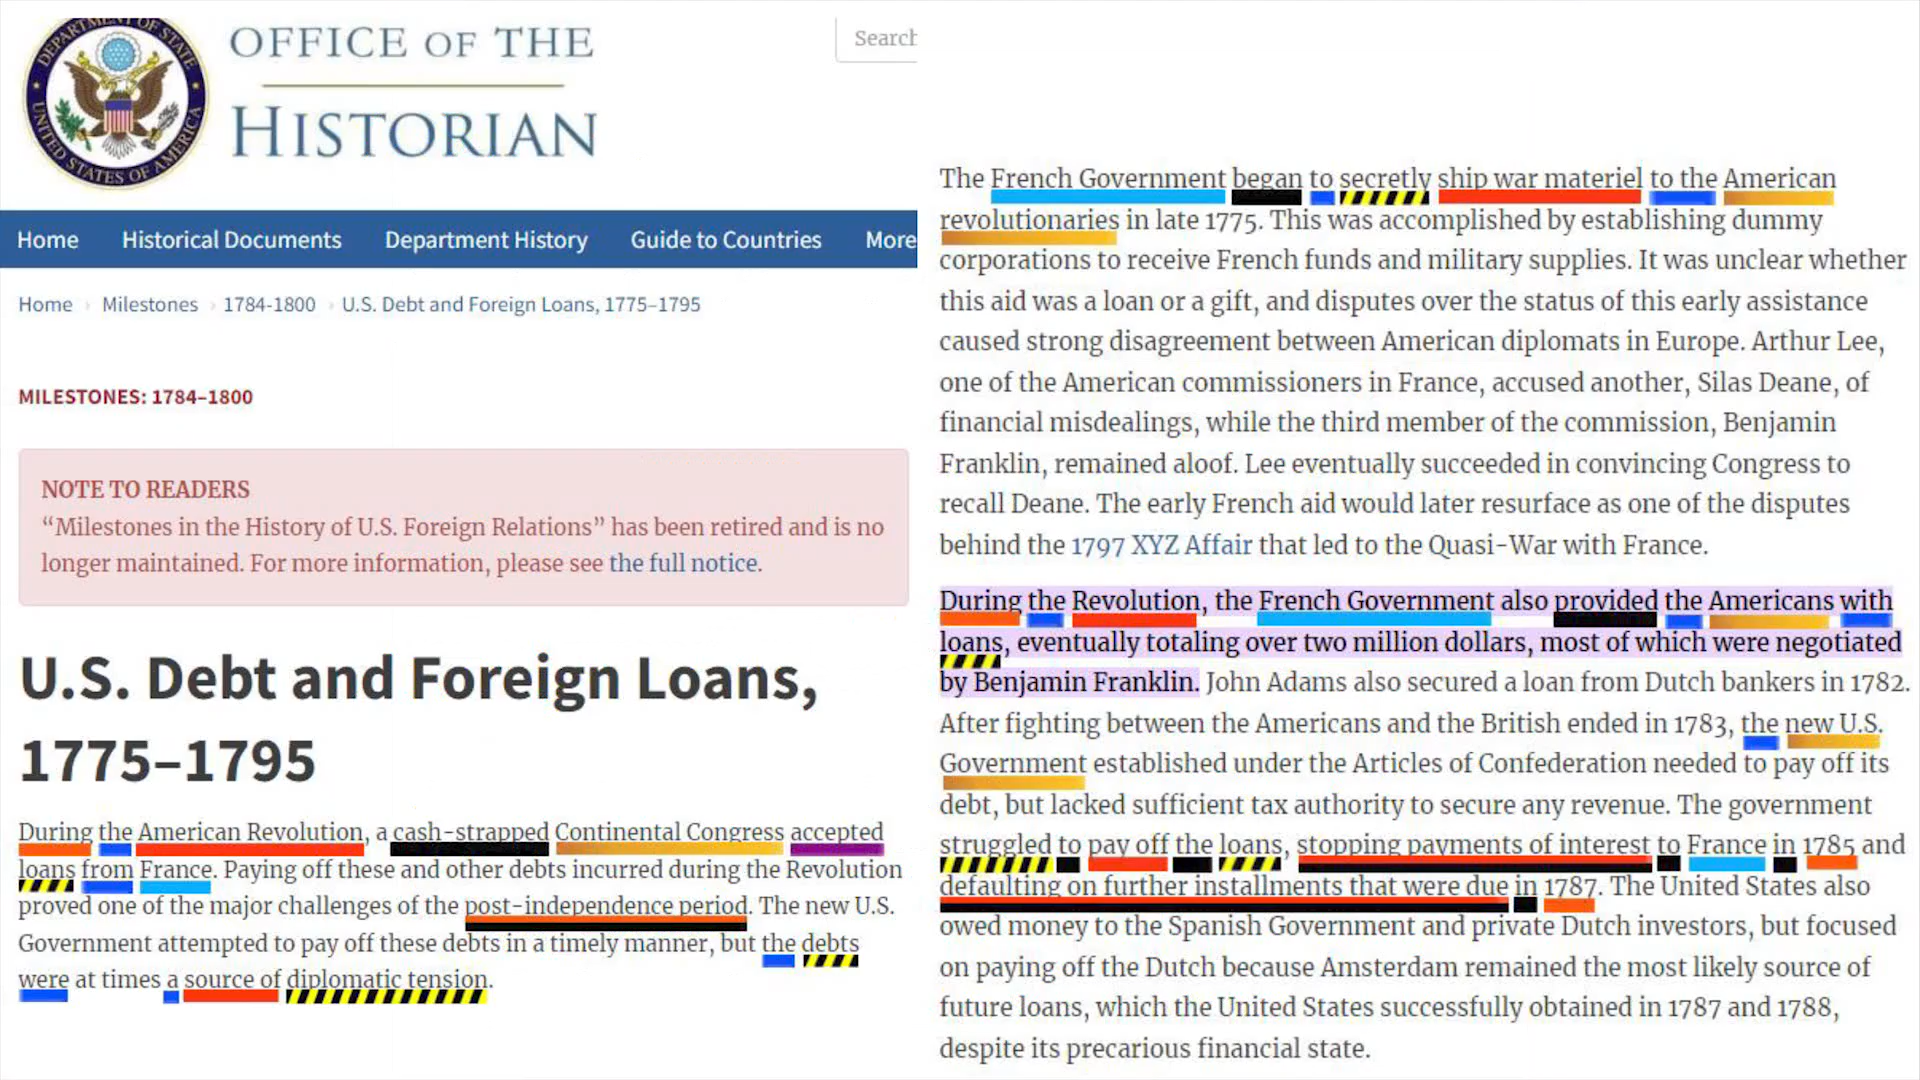 DEPARTMENT OF STATE
UNITED STATES OF AMERICA
OFFICE OF THE
HISTORIAN
Search
Home Historical Documents Department History Guide to Countries More
Home › Milestones › 1784-1800 › U.S. Debt and Foreign Loans, 1775–1795
MILESTONES: 1784–1800
NOTE TO READERS
“Milestones in the History of U.S. Foreign Relations” has been retired and is no
longer maintained. For more information, please see the full notice.
U.S. Debt and Foreign Loans,
1775–1795
During the American Revolution, a cash-strapped Continental Congress accepted
loans from France. Paying off these and other debts incurred during the Revolution
proved one of the major challenges of the post-independence period. The new U.S.
Government attempted to pay off these debts in a timely manner, but the debts
were at times a source of diplomatic tension.
The French Government began to secretly ship war materiel to the American
revolutionaries in late 1775. This was accomplished by establishing dummy
corporations to receive French funds and military supplies. It was unclear whether
this aid was a loan or a gift, and disputes over the status of this early assistance
caused strong disagreement between American diplomats in Europe. Arthur Lee,
one of the American commissioners in France, accused another, Silas Deane, of
financial misdealings, while the third member of the commission, Benjamin
Franklin, remained aloof. Lee eventually succeeded in convincing Congress to
recall Deane. The early French aid would later resurface as one of the disputes
behind the 1797 XYZ Affair that led to the Quasi-War with France.
During the Revolution, the French Government also provided the Americans with
loans, eventually totaling over two million dollars, most of which were negotiated
by Benjamin Franklin. John Adams also secured a loan from Dutch bankers in 1782.
After fighting between the Americans and the British ended in 1783, the new U.S.
Government established under the Articles of Confederation needed to pay off its
debt, but lacked sufficient tax authority to secure any revenue. The government
struggled to pay off the loans, stopping payments of interest to France in 1785 and
defaulting on further installments that were due in 1787. The United States also
owed money to the Spanish Government and private Dutch investors, but focused
on paying off the Dutch because Amsterdam remained the most likely source of
future loans, which the United States successfully obtained in 1787 and 1788,
despite its precarious financial state.